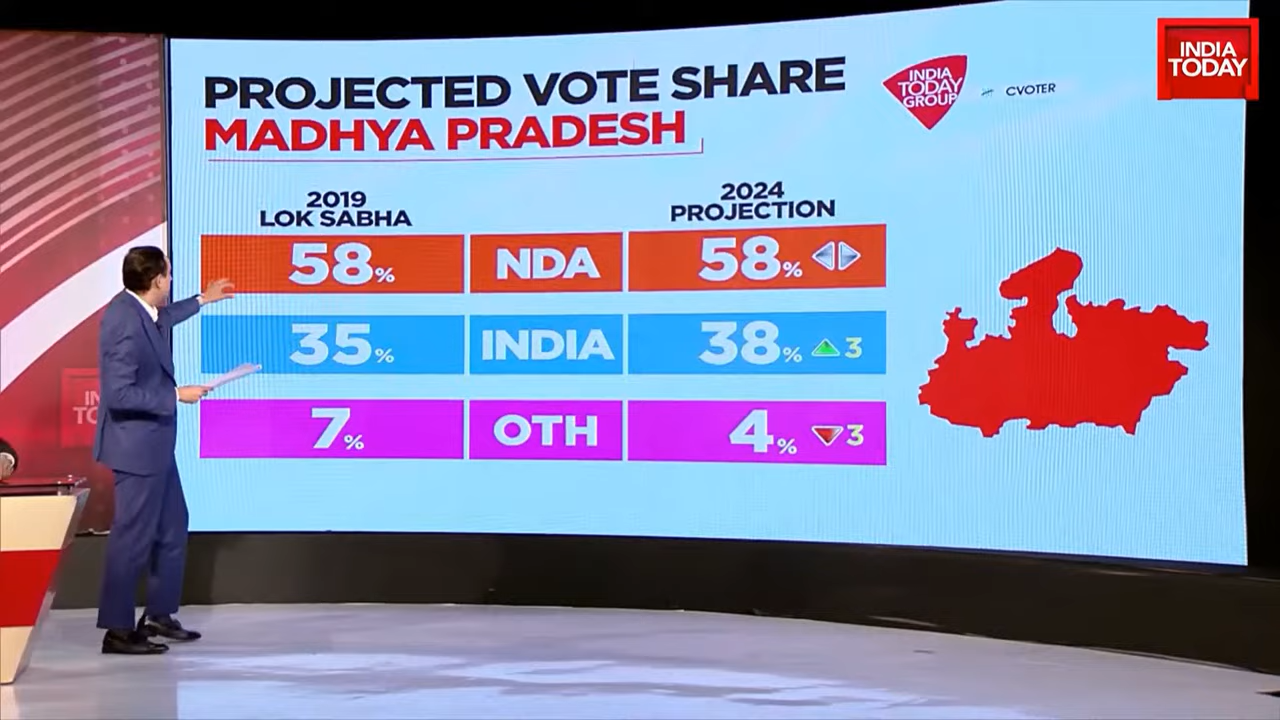 PROJECTED VOTE SHARE
MADHYA PRADESH
INDIA
TODAY
GROUP
CVOTER
INDIA
TODAY
2019
LOK SABHA
2024
PROJECTION
58%
NDA
58%
35%
INDIA
38%
3
7%
OTH
4%
3